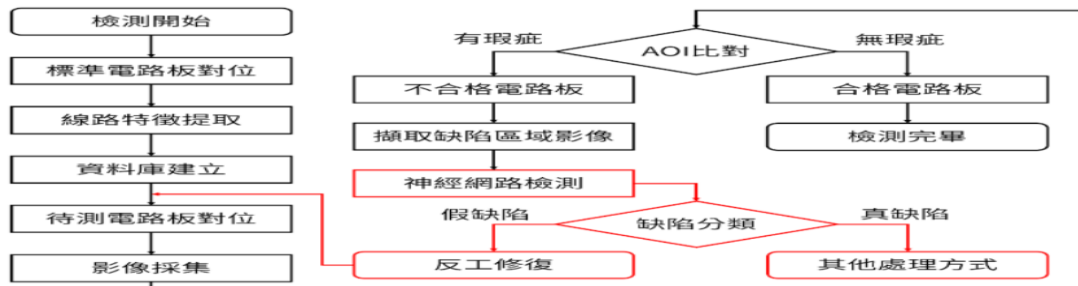 檢測開始
標準電路板對位
線路特徵提取
資料庫建立
待測電路板對位
影像採集
AOI比對
有瑕疵
無瑕疵
不合格電路板
合格電路板
擷取缺陷區域影像
檢測完畢
神經網路檢測
假缺陷
缺陷分類
真缺陷
反工修復
其他處理方式